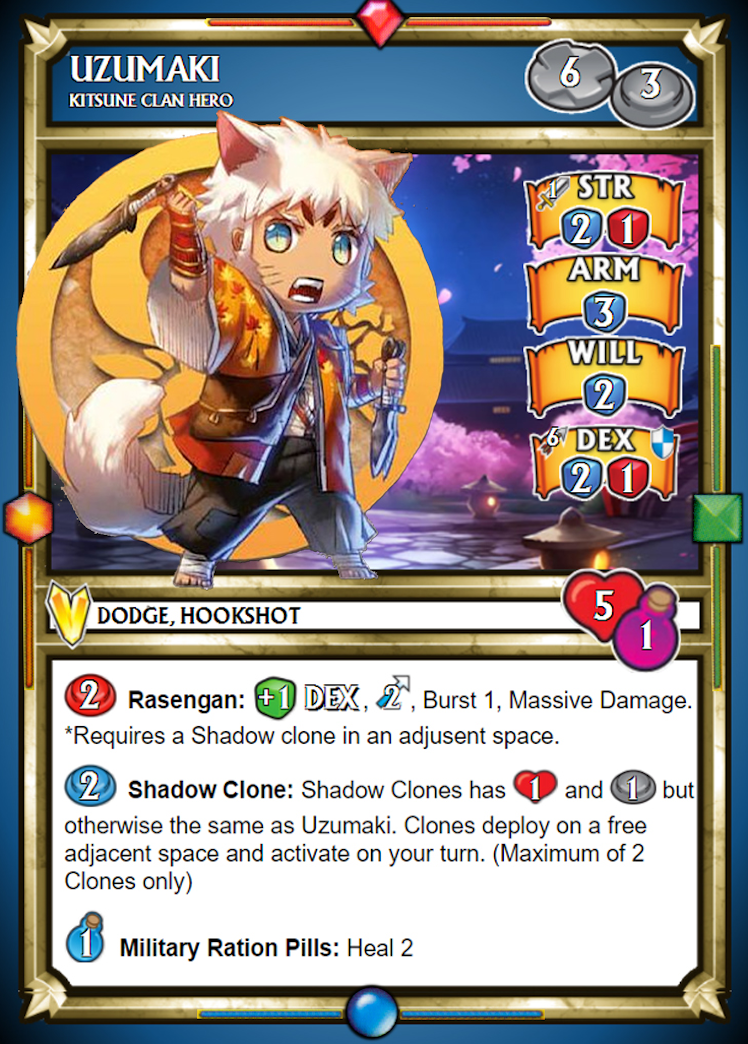 UZUMAKI
KITSUNE CLAN HERO
6 3
1 STR
2 1
ARM
3
WILL
2
6 DEX
2 1
DODGE, HOOKSHOT
5
1
2 Rasengan: +1 DEX, 2, Burst 1, Massive Damage.
*Requires a Shadow clone in an adjusent space.
2 Shadow Clone: Shadow Clones has 1 and 1 but
otherwise the same as Uzumaki. Clones deploy on a free
adjacent space and activate on your turn. (Maximum of 2
Clones only)
1 Military Ration Pills: Heal 2